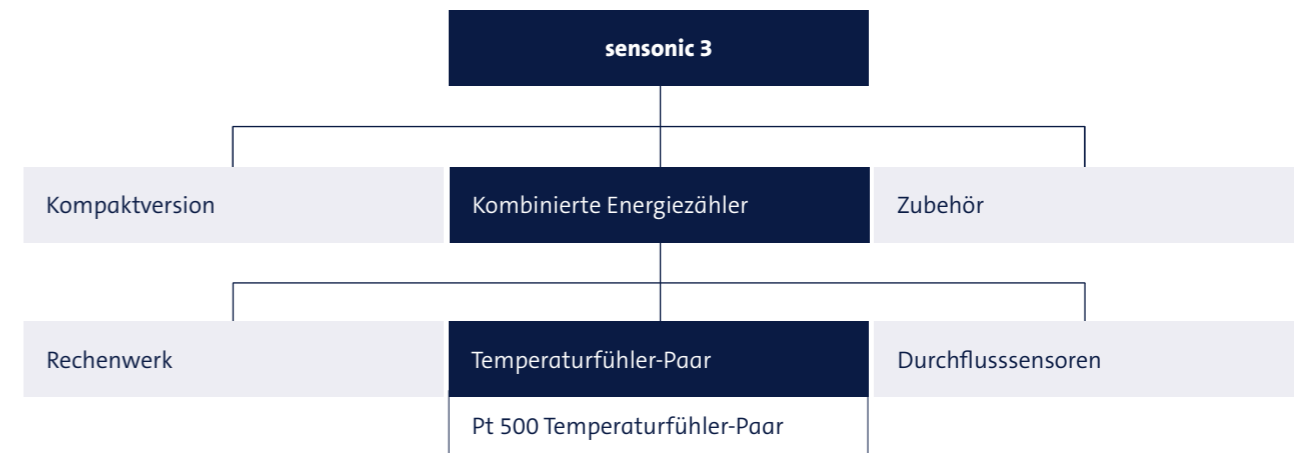 sensonic 3
Kompaktversion
Kombinierte Energiezähler
Zubehör
Rechenwerk
Temperaturfühler-Paar
Durchflusssensoren
Pt 500 Temperaturfühler-Paar